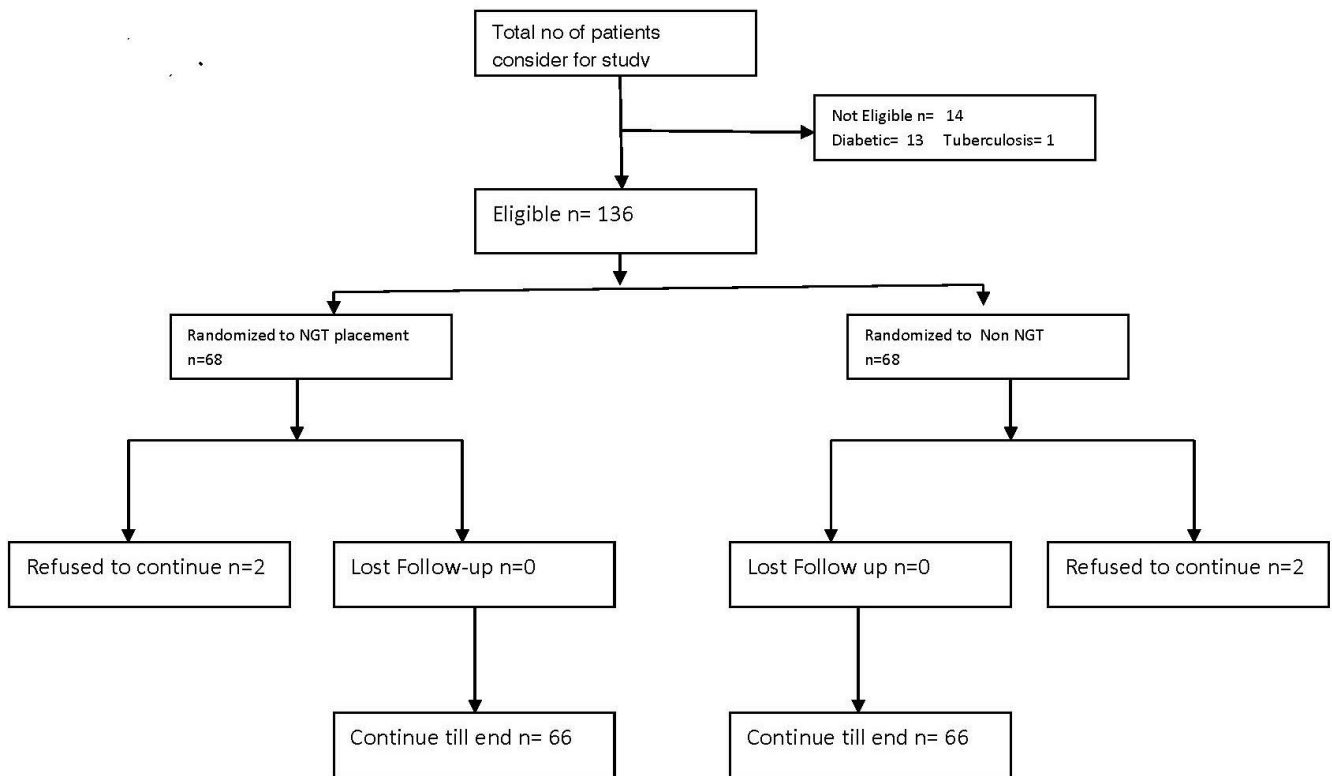 Total no of patients
consider for study
Not Eligible n= 14
Diabetic= 13 Tuberculosis= 1
Eligible n= 136
Randomized to NGT placement
n=68
Randomized to Non NGT
n=68
Refused to continue n=2
Lost Follow-up n=0
Lost Follow up n=0
Refused to continue n=2
Continue till end n= 66
Continue till end n= 66